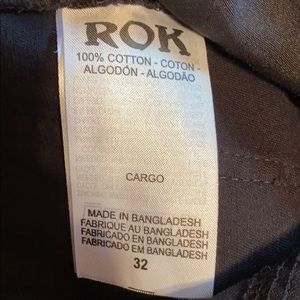 ROK
100% COTTON - COTON -
ALGODÓN - ALGODÃO
CARGO
MADE IN BANGLADESH
FABRIQUE AU BANGLADESH
FABRICADO EN BANGLADESH
FABRICADO EM BANGLADESH
32